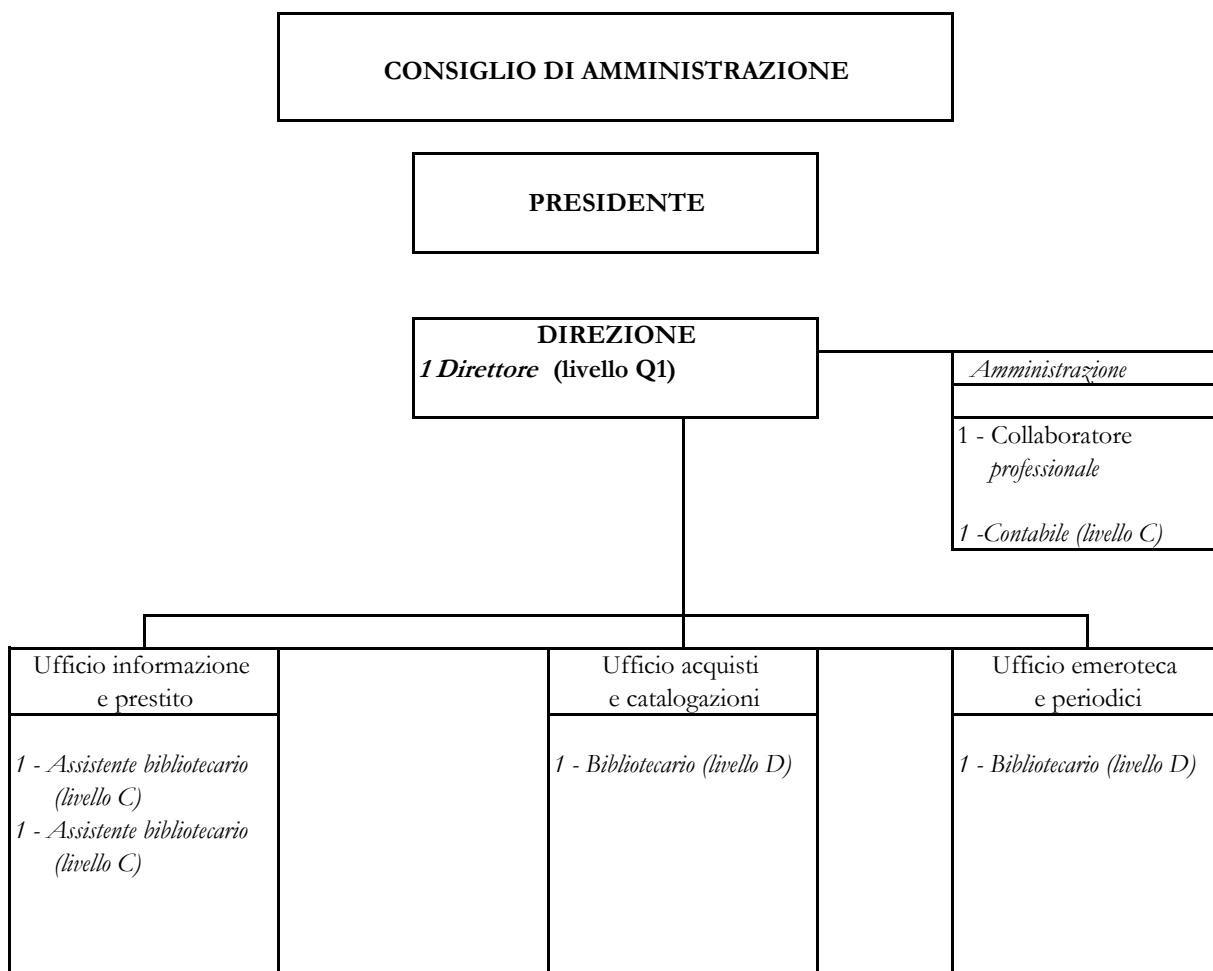 CONSIGLIO DI AMMINISTRAZIONE
PRESIDENTE
DIREZIONE
1 Direttore (livello Q1)
Amministrazione
1 - Collaboratore
professionale
1 -Contabile (livello C)
Ufficio informazione
e prestito
1 - Assistente bibliotecario
(livello C)
1 - Assistente bibliotecario
(livello C)
Ufficio acquisti
e catalogazioni
1 - Bibliotecario (livello D)
Ufficio emeroteca
e periodici
1 - Bibliotecario (livello D)